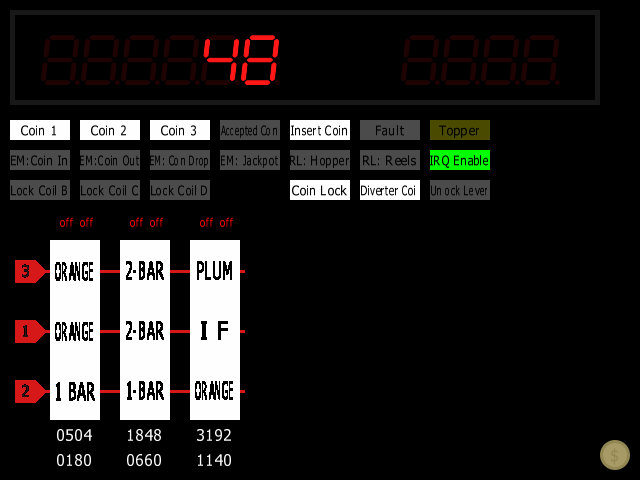 48
Coin 1 Coin 2 Coin 3 Accepted Coin Insert Coin Fault Topper
EM:Coin In EM:Coin Out EM: Coin Drop EM: Jackpot RL: Hopper RL: Reels IRQ Enable
Lock Coil B Lock Coil C Lock Coil D Coin Lock Diverter Coi Unlock Lever
off off off off off off
3 ORANGE 2-BAR PLUM
1 ORANGE 2-BAR I F
2 1 BAR 1-BAR ORANGE
0504 1848 3192
0180 0660 1140
$